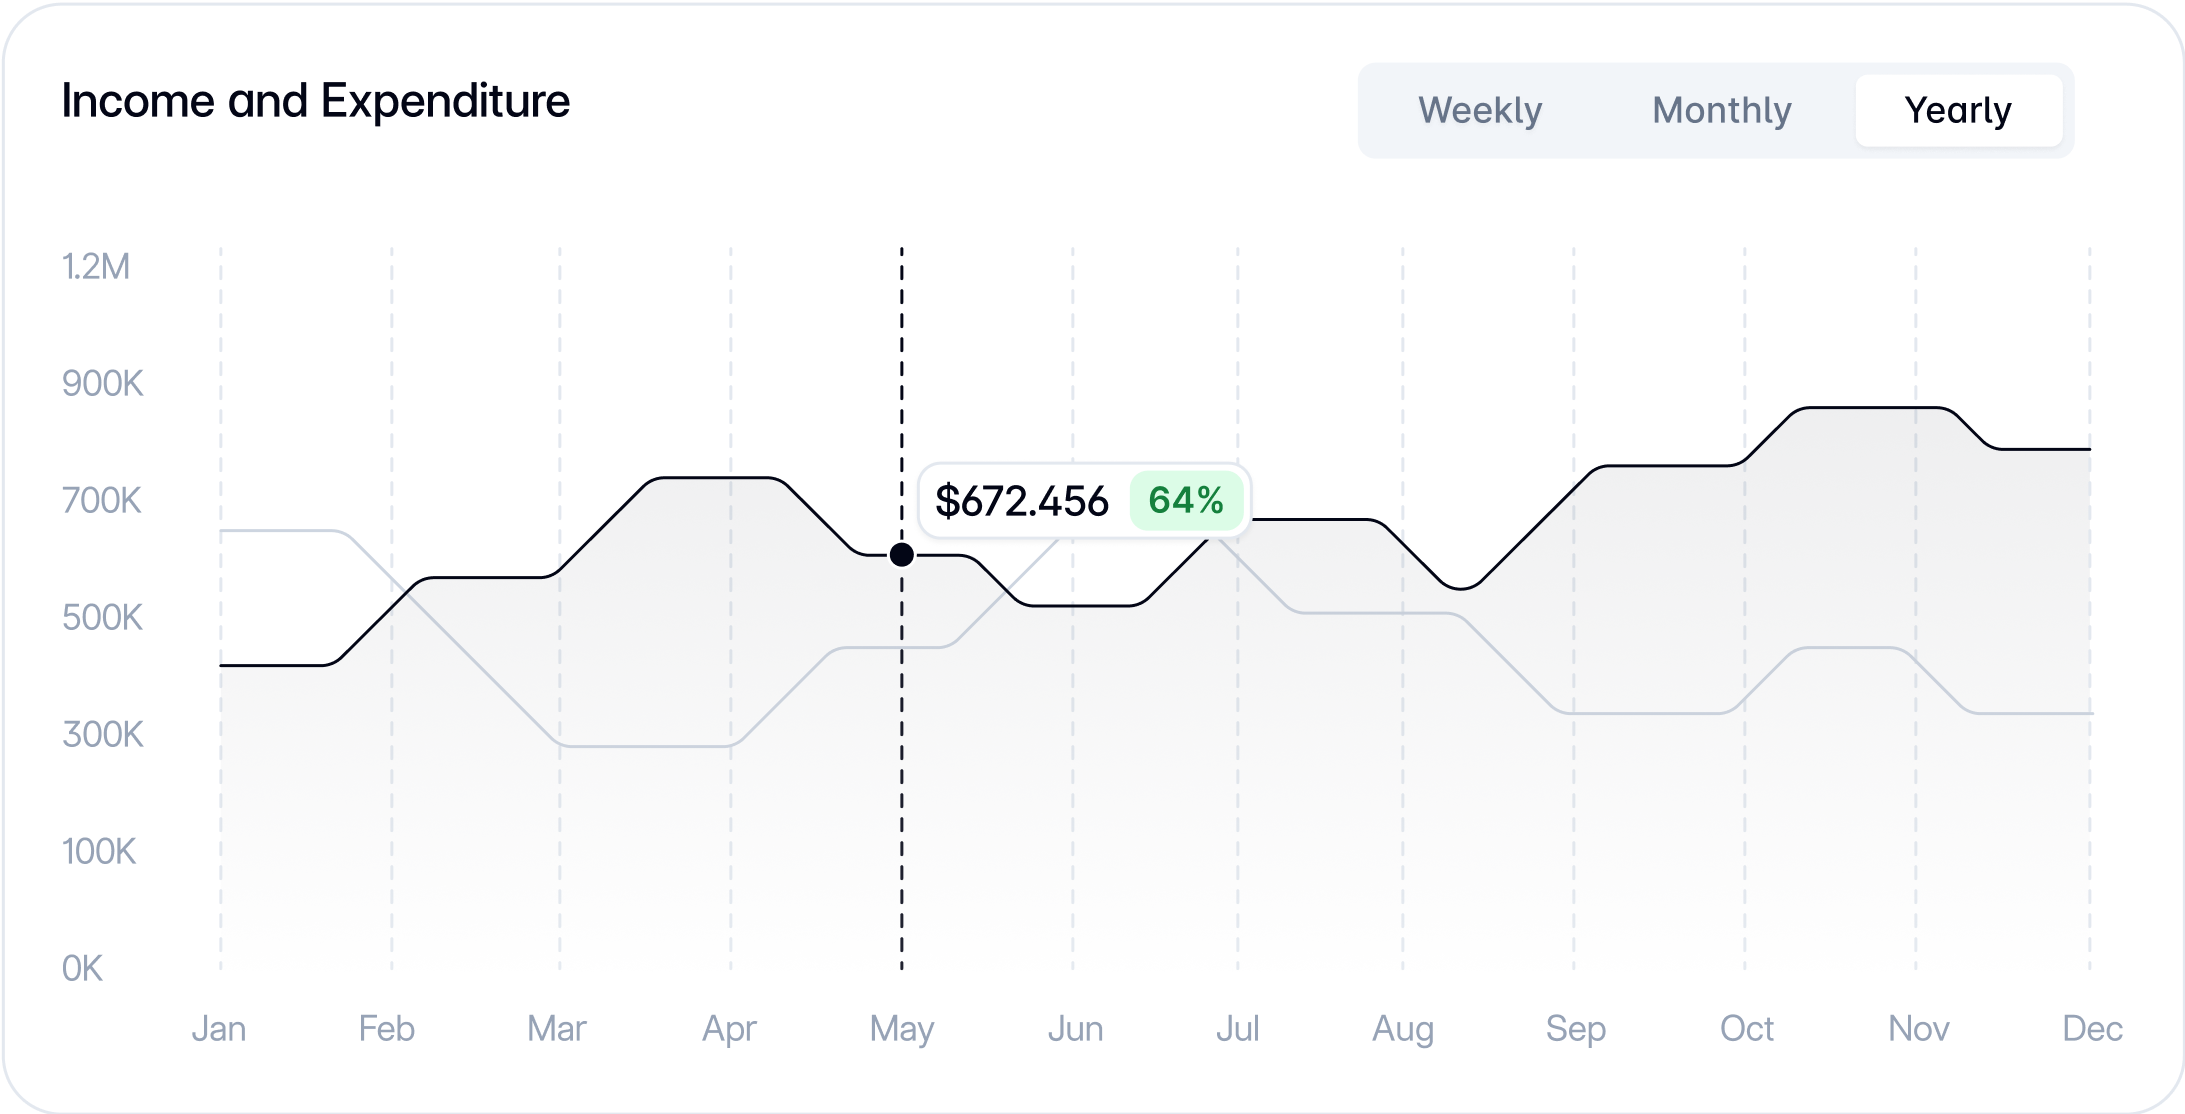 Income and Expenditure
Weekly Monthly Yearly
1.2M
900K
700K
$672.456 64%
500K
300K
100K
0K
Jan Feb Mar Apr May Jun Jul Aug Sep Oct Nov Dec